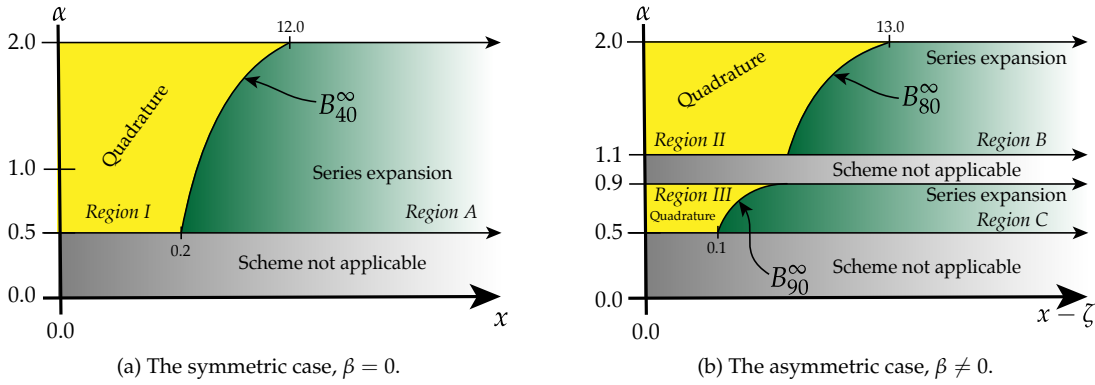 α
12.0
2.0
Quadrature
B∞40
1.0
Series expansion
Region I
Region A
0.5
0.2
Scheme not applicable
0.0
0.0
x
(a) The symmetric case, β = 0.
α
13.0
2.0
Series expansion
Quadrature
B∞80
Region II
Region B
1.1
Scheme not applicable
0.9
Region III
Series expansion
Quadrature
Region C
0.5
0.1
Scheme not applicable
B∞90
0.0
0.0
x − ζ
(b) The asymmetric case, β ≠ 0.